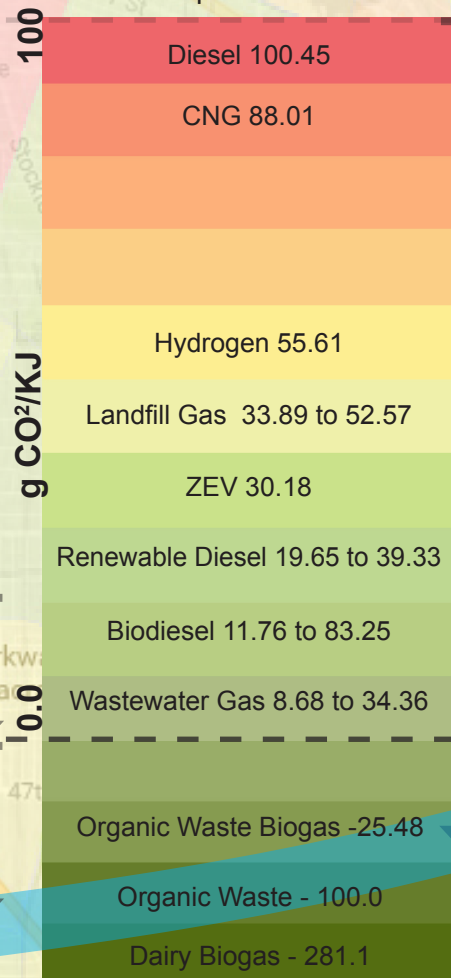 100
Diesel 100.45
CNG 88.01
Hydrogen 55.61
g CO²/KJ
Landfill Gas 33.89 to 52.57
ZEV 30.18
Renewable Diesel 19.65 to 39.33
Biodiesel 11.76 to 83.25
0.0
Wastewater Gas 8.68 to 34.36
47t
Organic Waste Biogas -25.48
Organic Waste - 100.0
Dairy Biogas - 281.1